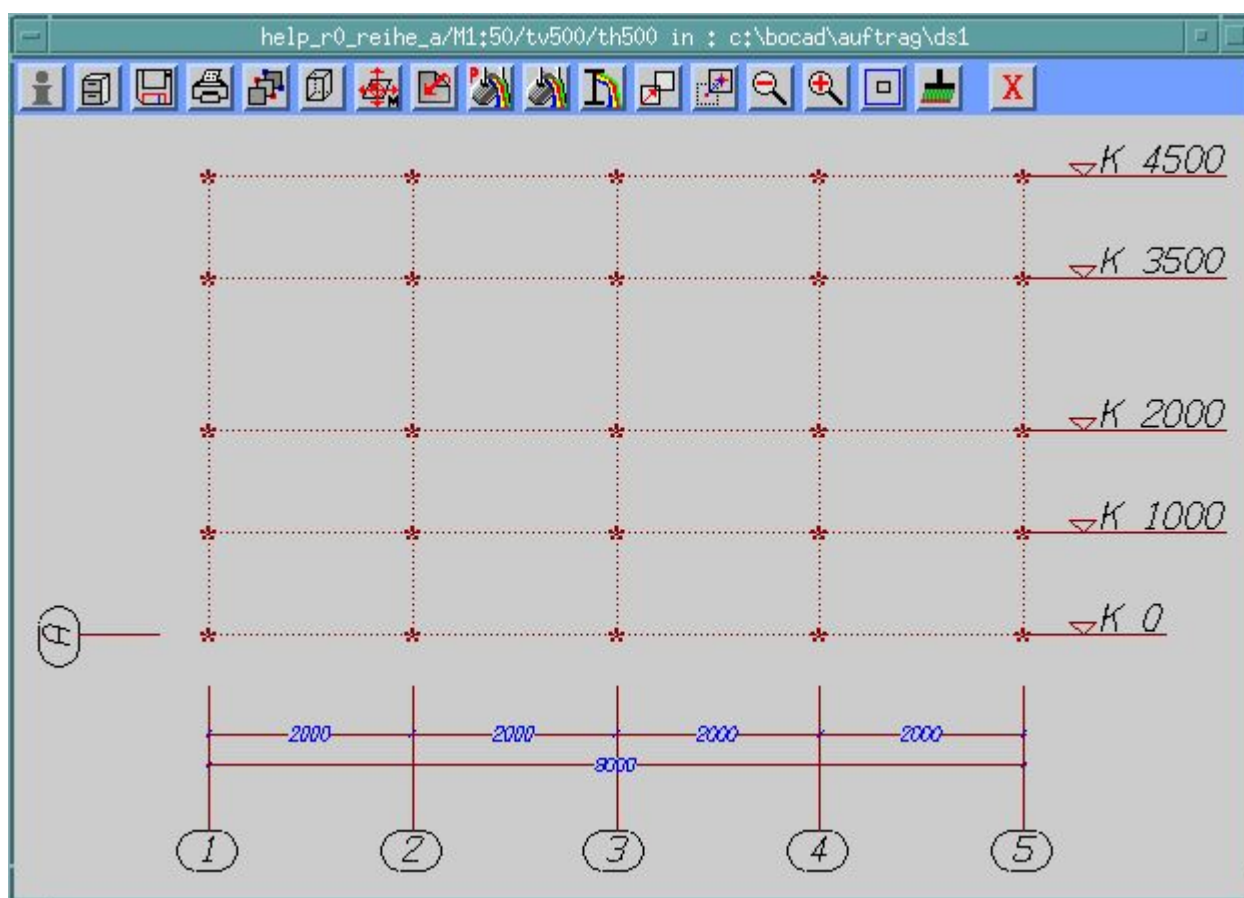 help_r0_reihe_a/M1:50/tv500/th500 in : c:\bocad\auftrag\ds1
P M X
K 4500
K 3500
K 2000
K 1000
A K 0
2000 2000 2000 2000
8000
1 2 3 4 5